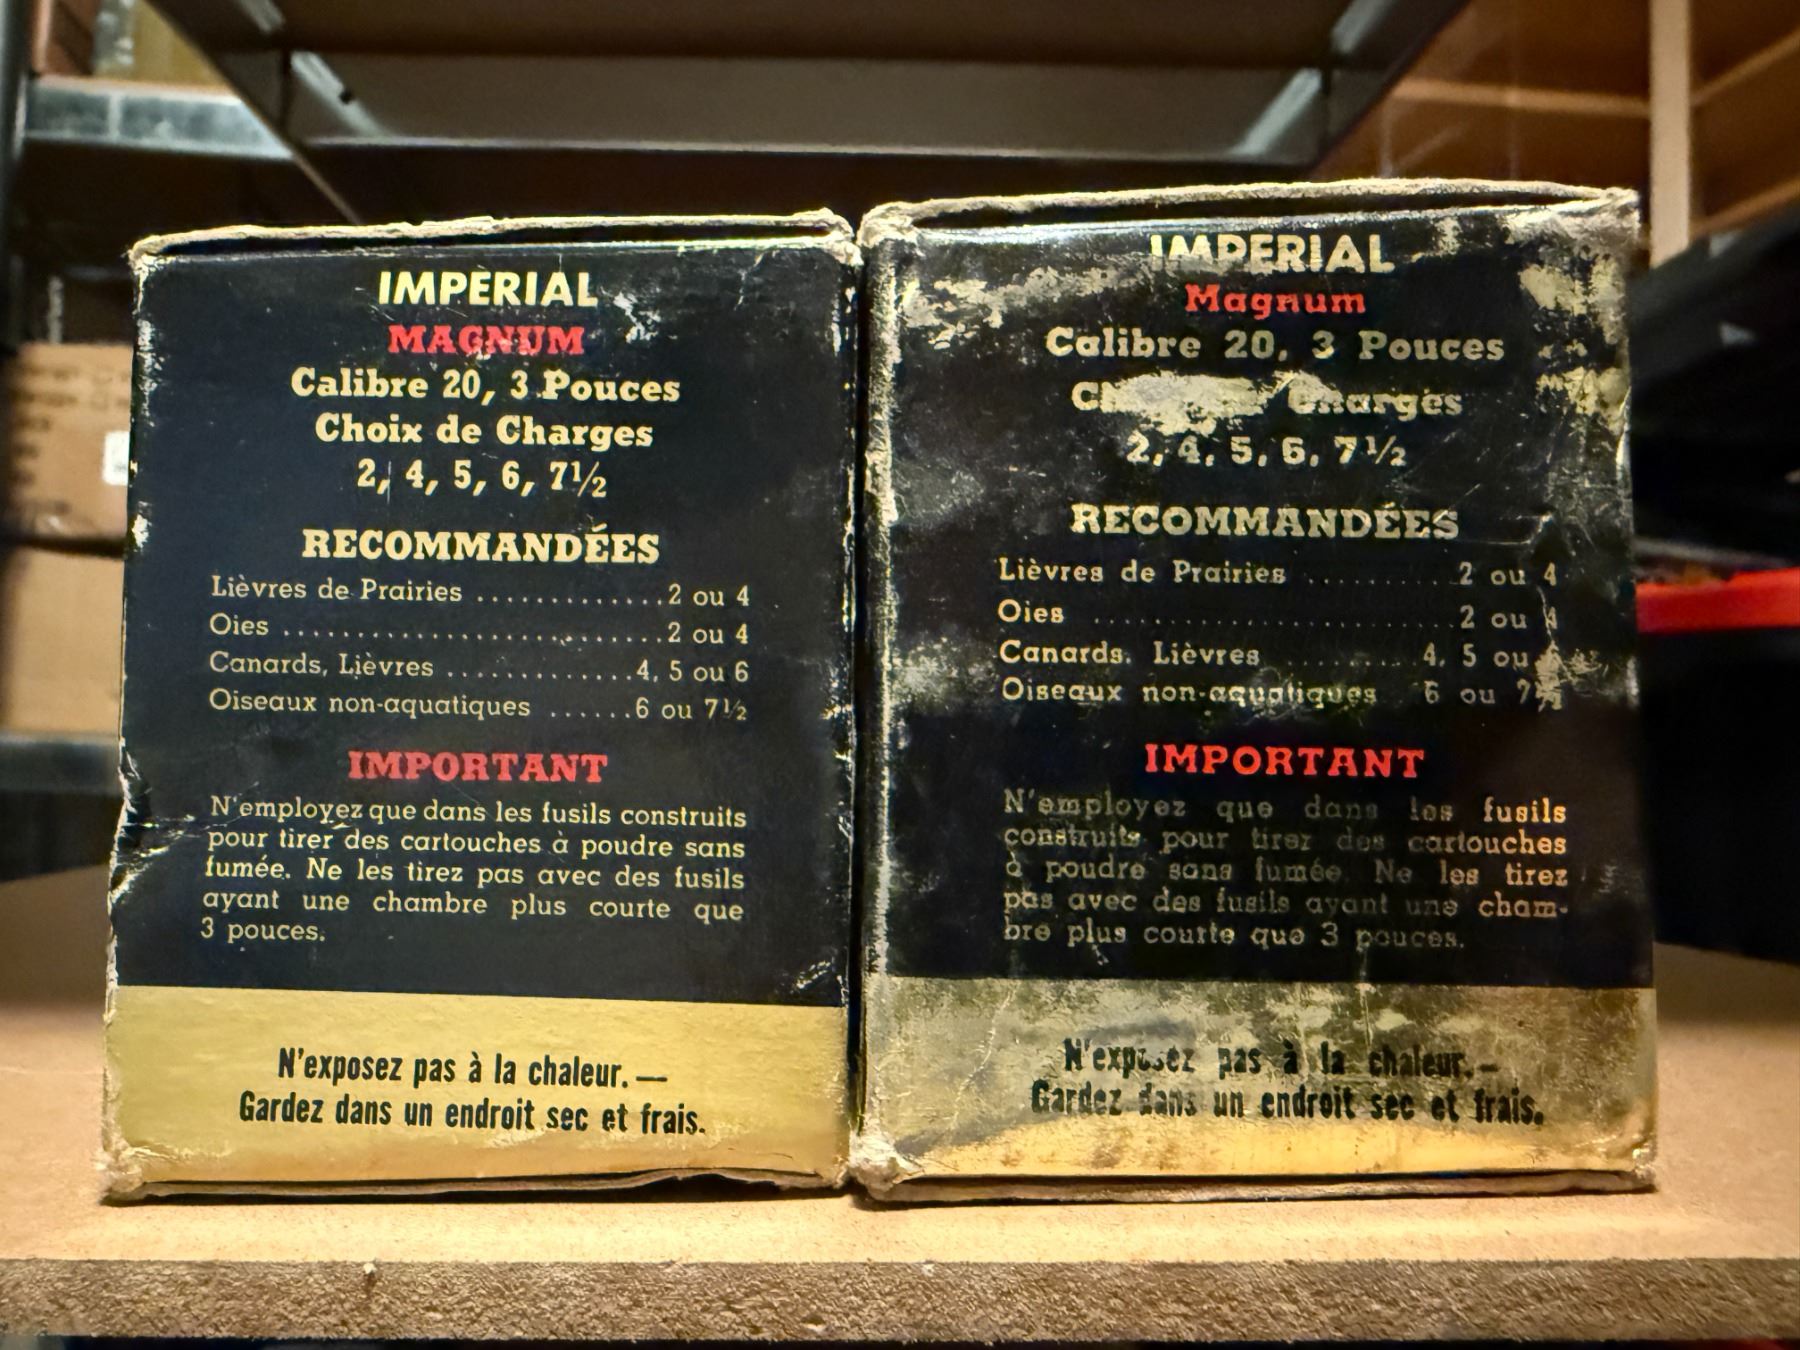 IMPERIAL
MAGNUM
Calibre 20, 3 Pouces
Choix de Charges
2, 4, 5, 6, 7½
RECOMMANDÉES
Lièvres de Prairies .............2 ou 4
Oies ..........................2 ou 4
Canards, Lièvres .............4, 5 ou 6
Oiseaux non-aquatiques ......6 ou 7½
IMPORTANT
N'employez que dans les fusils construits
pour tirer des cartouches à poudre sans
fumée. Ne les tirez pas avec des fusils
ayant une chambre plus courte que
3 pouces.
N'exposez pas à la chaleur. —
Gardez dans un endroit sec et frais.
IMPERIAL
Magnum
Calibre 20, 3 Pouces
Charges
2, 4, 5, 6, 7½
RECOMMANDÉES
Lièvres de Prairies ..........2 ou 4
Oies .........................2 ou 4
Canards, Lièvres .........4, 5 ou
Oiseaux non-aquatiques 6 ou 7½
IMPORTANT
N'employez que dans les fusils
construits pour tirer des cartouches
à poudre sans fumée. Ne les tirez
pas avec des fusils ayant une cham-
bre plus courte que 3 pouces.
N'exposez pas à la chaleur. —
Gardez dans un endroit sec et frais.